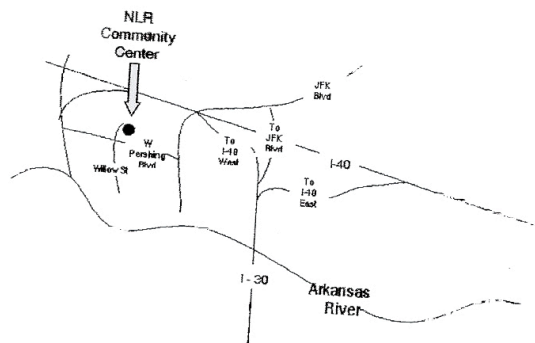 NLR
Community
Center
JFK
Blvd
To
JFK
Blvd
W
Pershing
Blvd
Willow St
To
I-40
West
I-40
To
I-40
East
I - 30
Arkansas
River